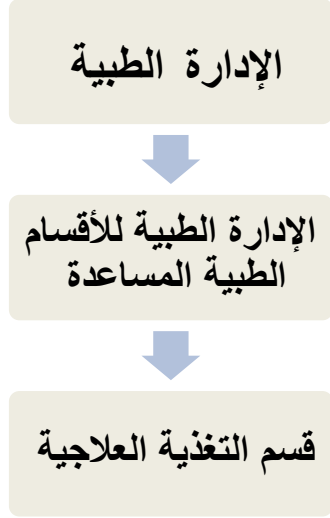 الإدارة الطبية
الإدارة الطبية للأقسام
الطبية المساعدة
قسم التغذية العلاجية